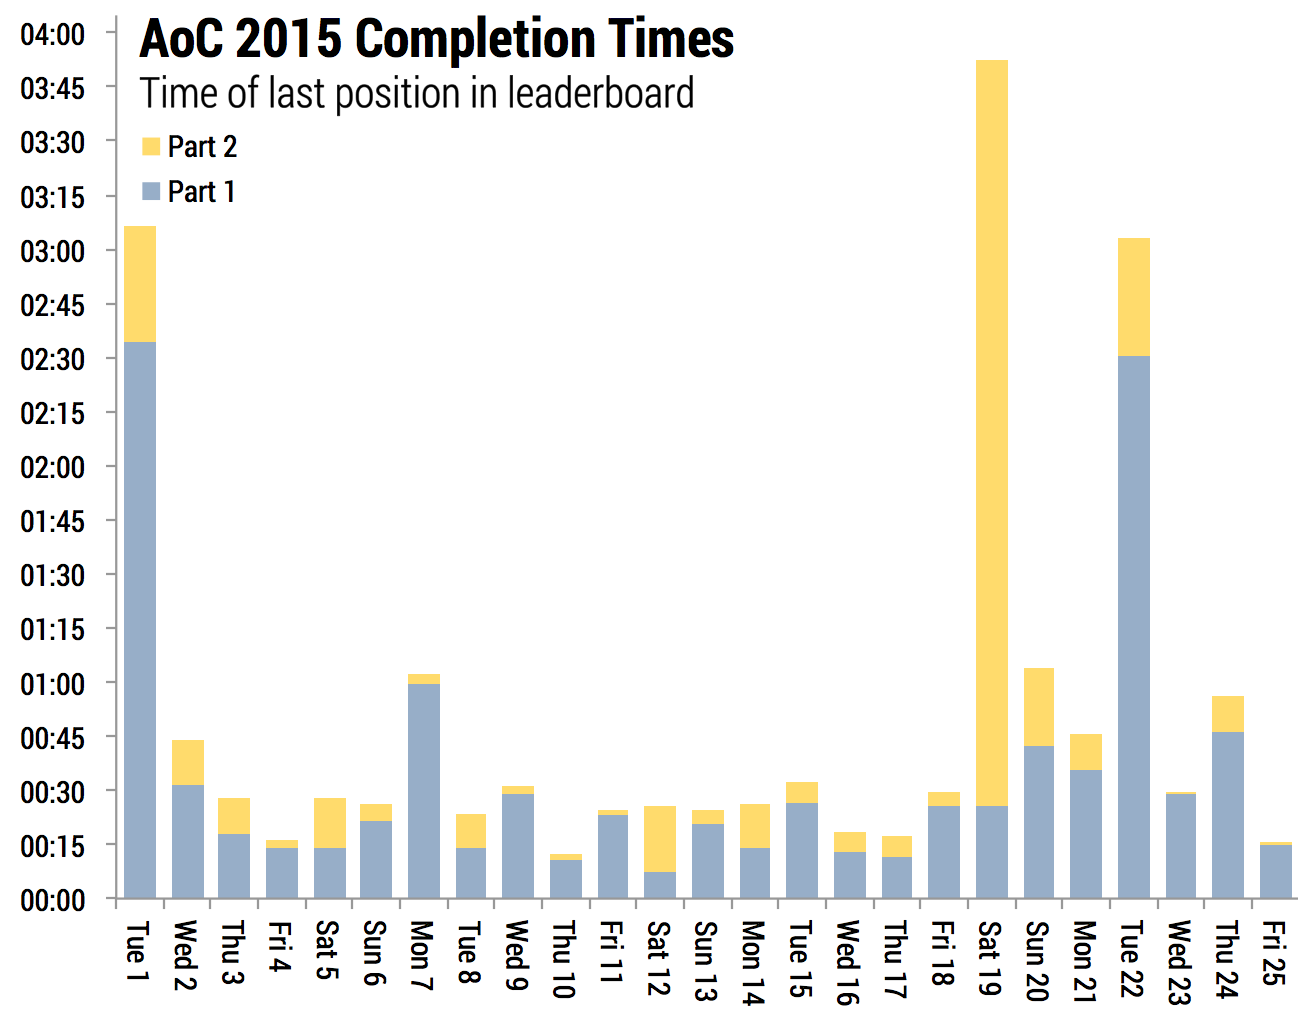 AoC 2015 Completion Times
Time of last position in leaderboard
Part 2
Part 1
04:00
03:45
03:30
03:15
03:00
02:45
02:30
02:15
02:00
01:45
01:30
01:15
01:00
00:45
00:30
00:15
00:00
Tue 1
Wed 2
Thu 3
Fri 4
Sat 5
Sun 6
Mon 7
Tue 8
Wed 9
Thu 10
Fri 11
Sat 12
Sun 13
Mon 14
Tue 15
Wed 16
Thu 17
Fri 18
Sat 19
Sun 20
Mon 21
Tue 22
Wed 23
Thu 24
Fri 25